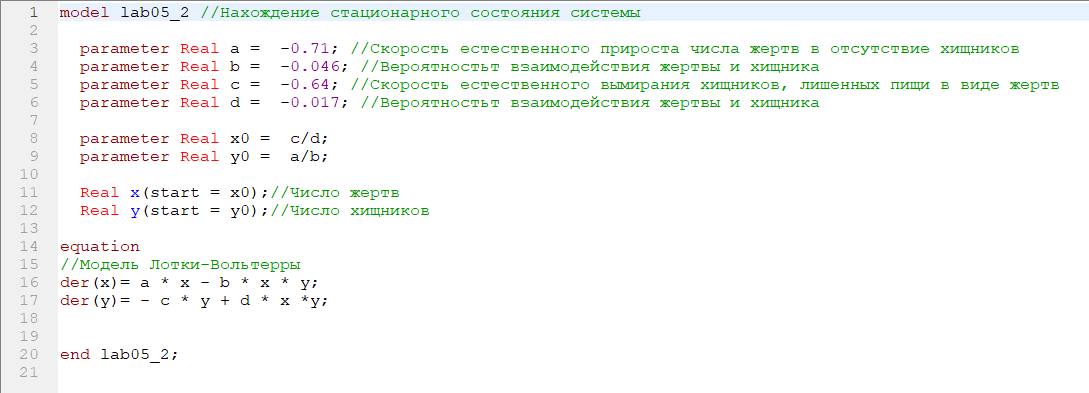 1 model lab05_2 //Нахождение стационарного состояния системы
2
3 parameter Real a =  -0.71; //Скорость естественного прироста числа жертв в отсутствие хищников
4 parameter Real b =  -0.046; //Вероятностьт взаимодействия жертвы и хищника
5 parameter Real c =  -0.64; //Скорость естественного вымирания хищников, лишенных пищи в виде жертв
6 parameter Real d =  -0.017; //Вероятностьт взаимодействия жертвы и хищника
7
8 parameter Real x0 =  c/d;
9 parameter Real y0 =  a/b;
10
11 Real x(start = x0);//Число жертв
12 Real y(start = y0);//Число хищников
13
14 equation
15 //Модель Лотки-Вольтерры
16 der(x)= a * x - b * x * y;
17 der(y)= - c * y + d * x *y;
18
19
20 end lab05_2;
21